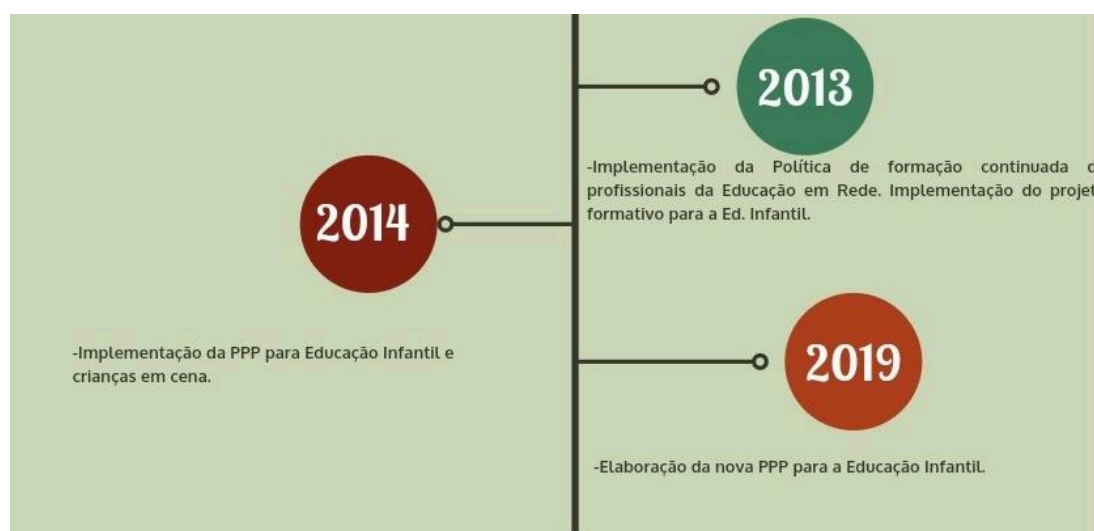 2013
-Implementação da Política de formação continuada
profissionais da Educação em Rede. Implementação do
formativo para a Ed. Infantil.
2014
-Implementação da PPP para Educação Infantil e
crianças em cena.
2019
-Elaboração da nova PPP para a Educação Infantil.